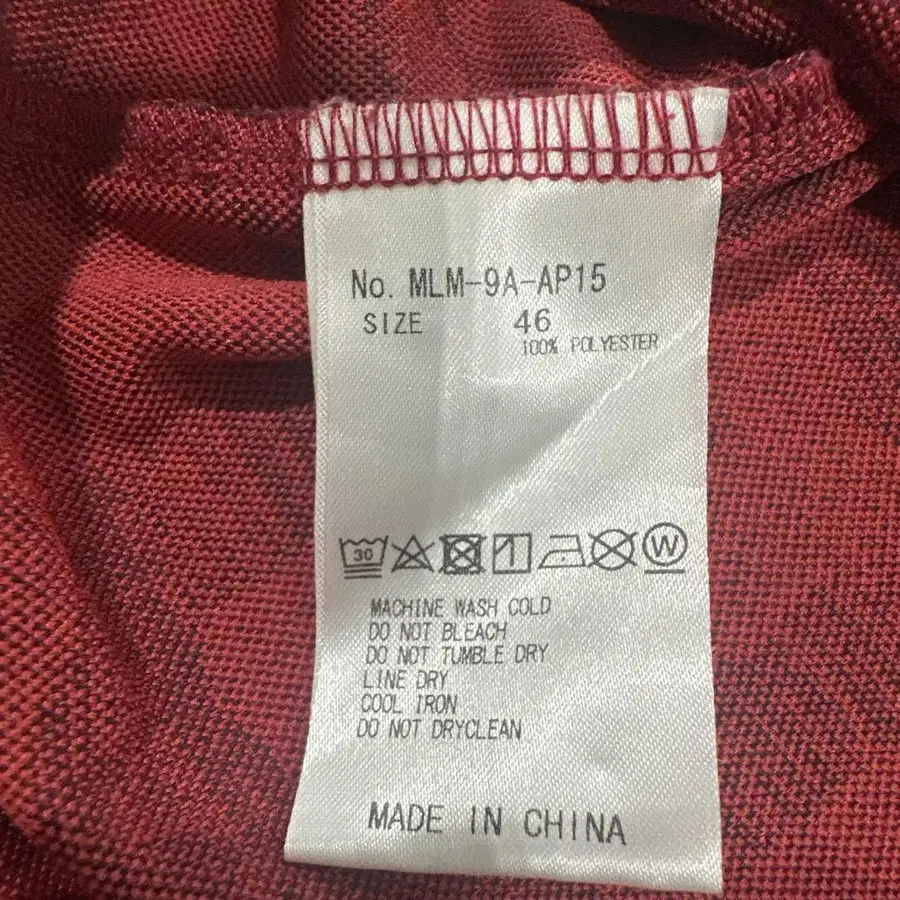 No. MLM-9A-AP15
SIZE 46
100% POLYESTER
30 W
MACHINE WASH COLD
DO NOT BLEACH
DO NOT TUMBLE DRY
LINE DRY
COOL IRON
DO NOT DRYCLEAN
MADE IN CHINA